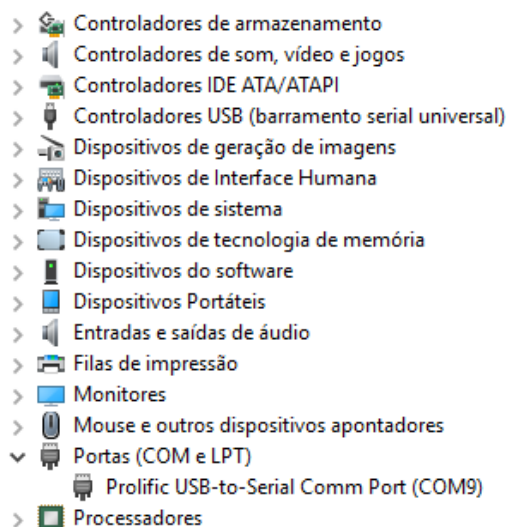 Controladores de armazenamento
Controladores de som, vídeo e jogos
Controladores IDE ATA/ATAPI
Controladores USB (barramento serial universal)
Dispositivos de geração de imagens
Dispositivos de Interface Humana
Dispositivos de sistema
Dispositivos de tecnologia de memória
Dispositivos do software
Dispositivos Portáteis
Entradas e saídas de áudio
Filas de impressão
Monitores
Mouse e outros dispositivos apontadores
Portas (COM e LPT)
Prolific USB-to-Serial Comm Port (COM9)
Processadores